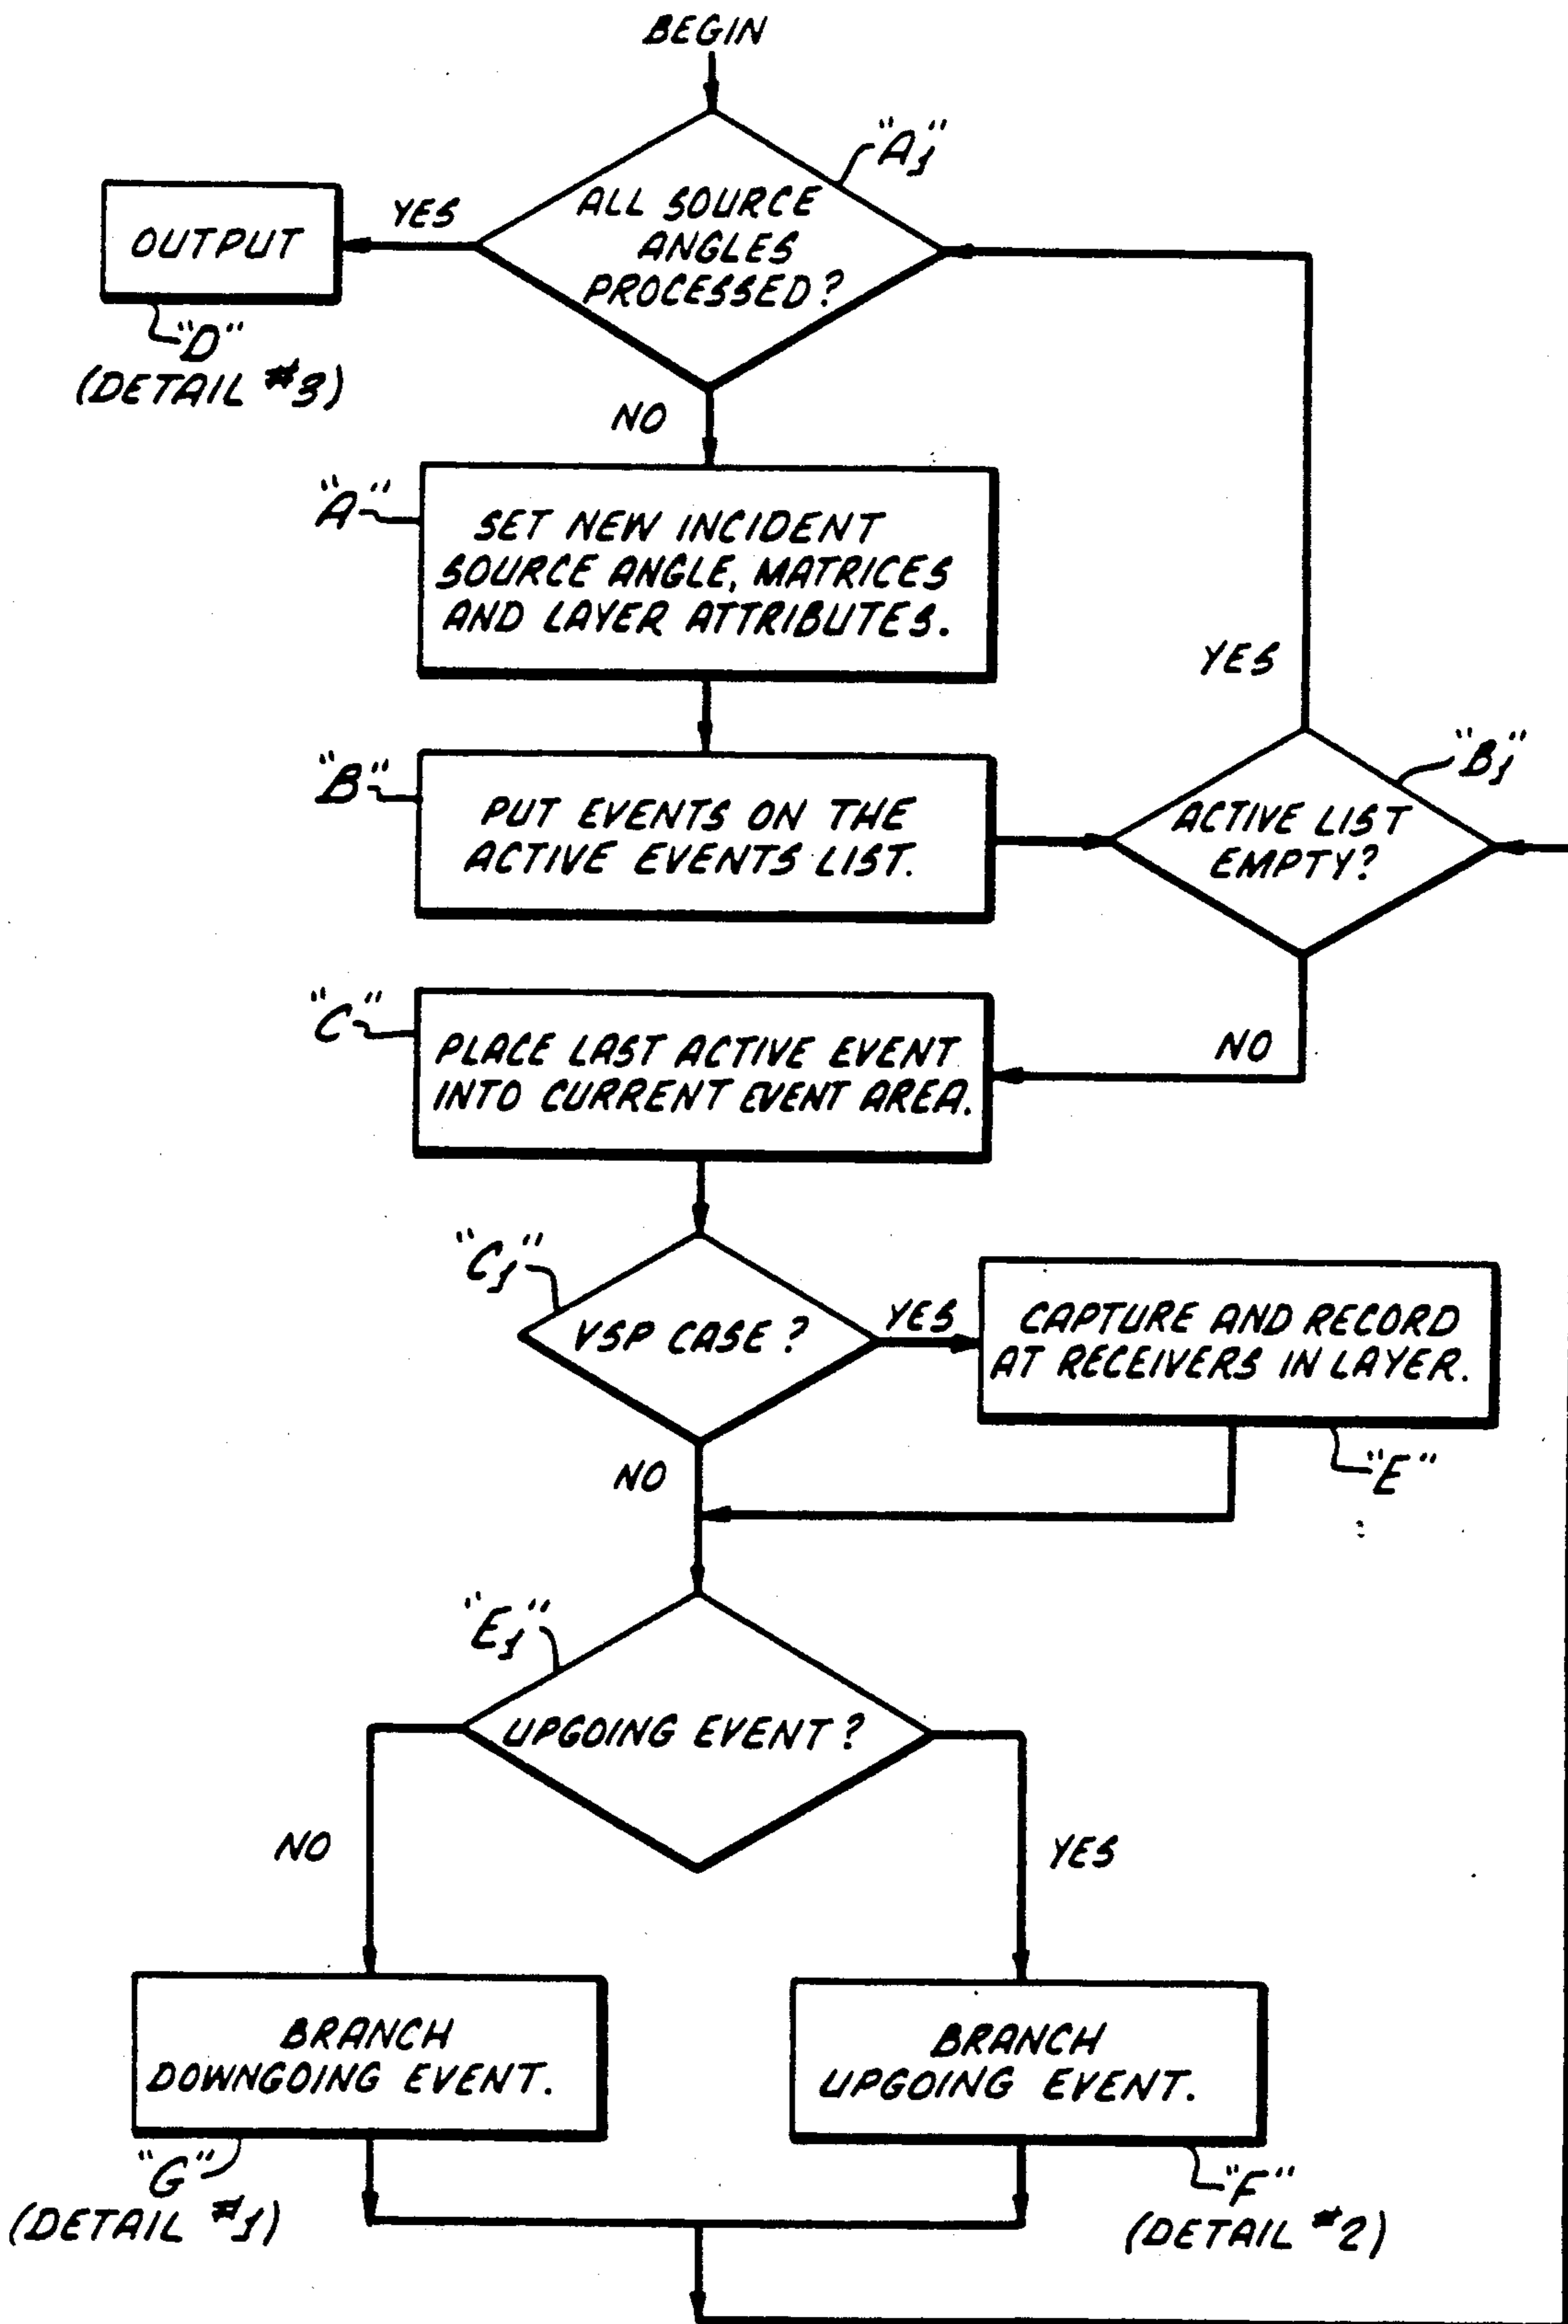 BEGIN
"A1"
ALL SOURCE
ANGLES
PROCESSED?
YES
OUTPUT
"D"
(DETAIL #3)
NO
"A"
SET NEW INCIDENT
SOURCE ANGLE, MATRICES
AND LAYER ATTRIBUTES.
YES
"B"
PUT EVENTS ON THE
ACTIVE EVENTS LIST.
"B1"
ACTIVE LIST
EMPTY?
"C"
PLACE LAST ACTIVE EVENT
INTO CURRENT EVENT AREA.
NO
"C1"
VSP CASE?
YES
CAPTURE AND RECORD
AT RECEIVERS IN LAYER.
"E"
NO
"E1"
UPGOING EVENT?
NO
YES
BRANCH
DOWNGOING EVENT.
"G"
(DETAIL #1)
BRANCH
UPGOING EVENT.
"F"
(DETAIL #2)